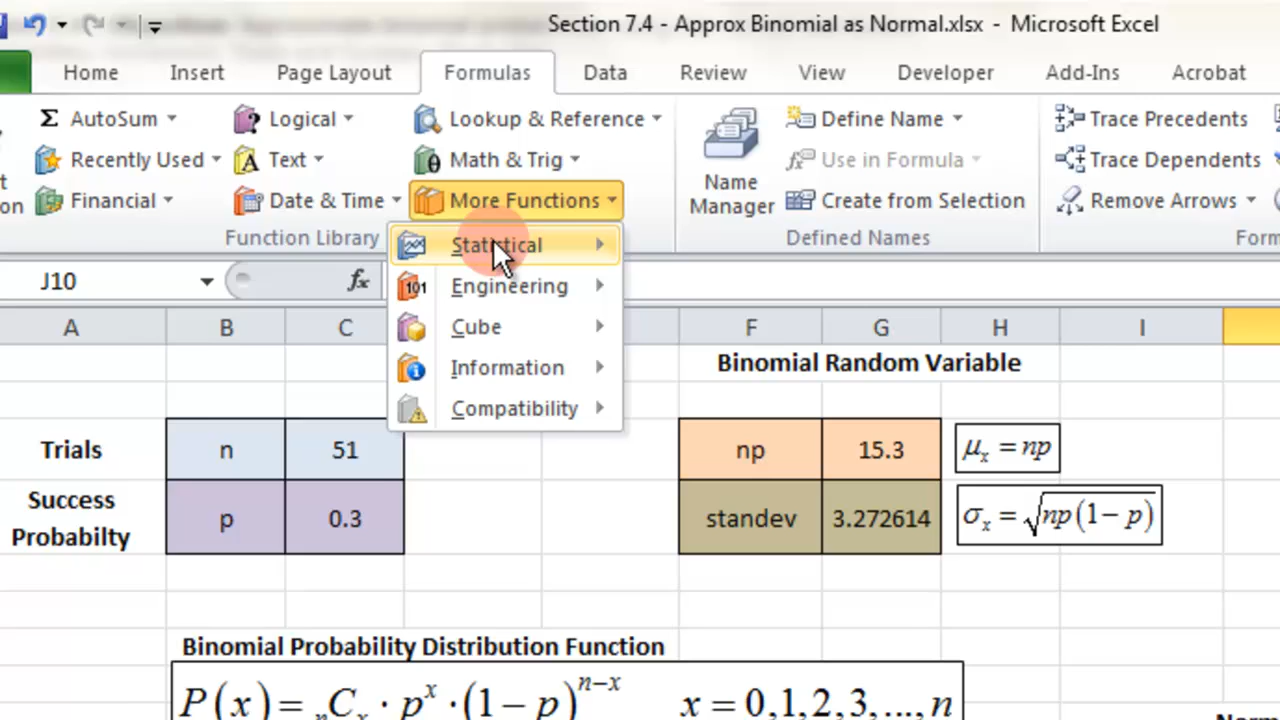 Section 7.4 - Approx Binomial as Normal.xlsx - Microsoft Excel
Home Insert Page Layout Formulas Data Review View Developer Add-Ins Acrobat
Σ AutoSum Logical Lookup & Reference Define Name Trace Precedents
Recently Used Text Math & Trig Use in Formula Trace Dependents
Financial Date & Time More Functions Name Manager Create from Selection Remove Arrows
Function Library Defined Names
J10 fx
Statistical
Engineering
Cube
Information
Compatibility
A B C F G H I
Binomial Random Variable
Trials n 51 np 15.3 μx = np
Success Probabilty p 0.3 standev 3.272614 σx = √np(1− p)
Binomial Probability Distribution Function
P(x) = nCx · p^x ·(1− p)^n−x x = 0,1,2,3,...,n